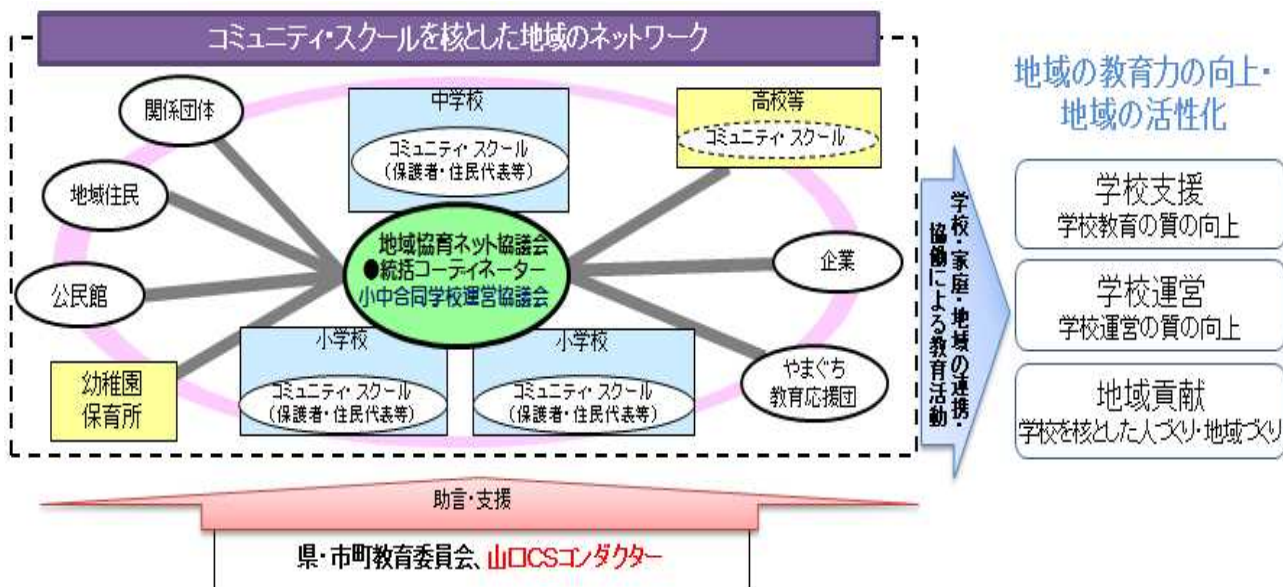 コミュニティ・スクールを核とした地域のネットワーク
関係団体
地域住民
公民館
幼稚園
保育所
中学校
コミュニティ・スクール
(保護者・住民代表等)
高校等
コミュニティ・スクール
地域協育ネット協議会
●統括コーディネーター
小中合同学校運営協議会
企業
やまぐち
教育応援団
小学校
コミュニティ・スクール
(保護者・住民代表等)
小学校
コミュニティ・スクール
(保護者・住民代表等)
学校・家庭・地域の連携・
協働による教育活動
地域の教育力の向上・
地域の活性化
学校支援
学校教育の質の向上
学校運営
学校運営の質の向上
地域貢献
学校を核とした人づくり・地域づくり
助言・支援
県・市町教育委員会、山口CSコンダクター